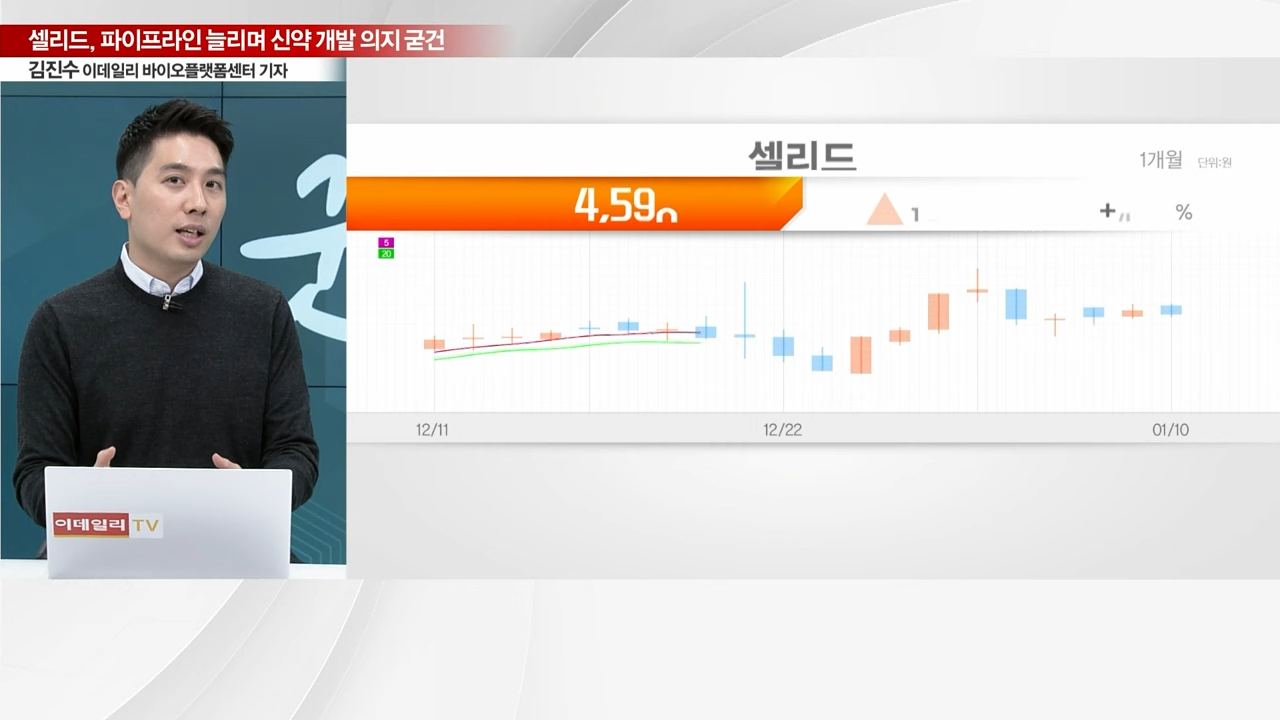 셀리드, 파이프라인 늘리며 신약 개발 의지 굳건
김진수 이데일리 바이오플랫폼센터 기자
셀리드
1개월 단위:원
▲ 1 + %
5
20
12/11 12/22 01/10
이데일리 TV